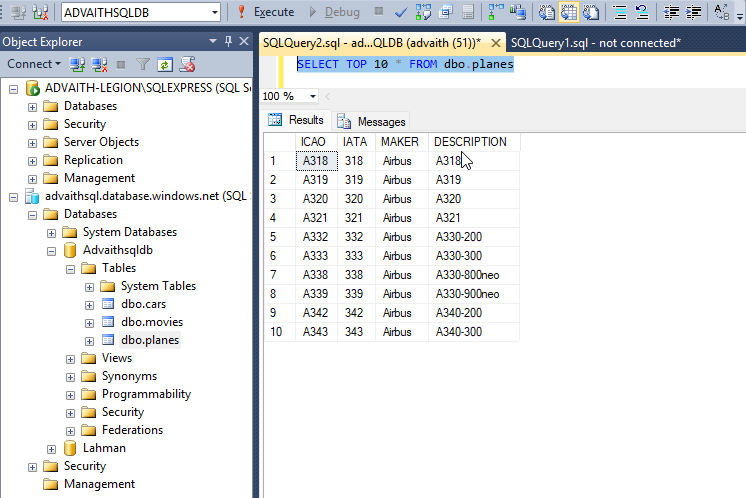 ADVAITHSQLDB
Execute
Debug
Object Explorer
Connect
ADVAITH-LEGION\SQLEXPRESS (SQL Se
Databases
Security
Server Objects
Replication
Management
advaithsql.database.windows.net (SQL S
Databases
System Databases
Advaithsqldb
Tables
System Tables
dbo.cars
dbo.movies
dbo.planes
Views
Synonyms
Programmability
Security
Federations
Lahman
Security
Management
SQLQuery2.sql - ad...QLDB (advaith (51))* SQLQuery1.sql - not connected*
SELECT TOP 10 * FROM dbo.planes
100 %
Results Messages
ICAO IATA MAKER DESCRIPTION
1 A318 318 Airbus A318
2 A319 319 Airbus A319
3 A320 320 Airbus A320
4 A321 321 Airbus A321
5 A332 332 Airbus A330-200
6 A333 333 Airbus A330-300
7 A338 338 Airbus A330-800neo
8 A339 339 Airbus A330-900neo
9 A342 342 Airbus A340-200
10 A343 343 Airbus A340-300